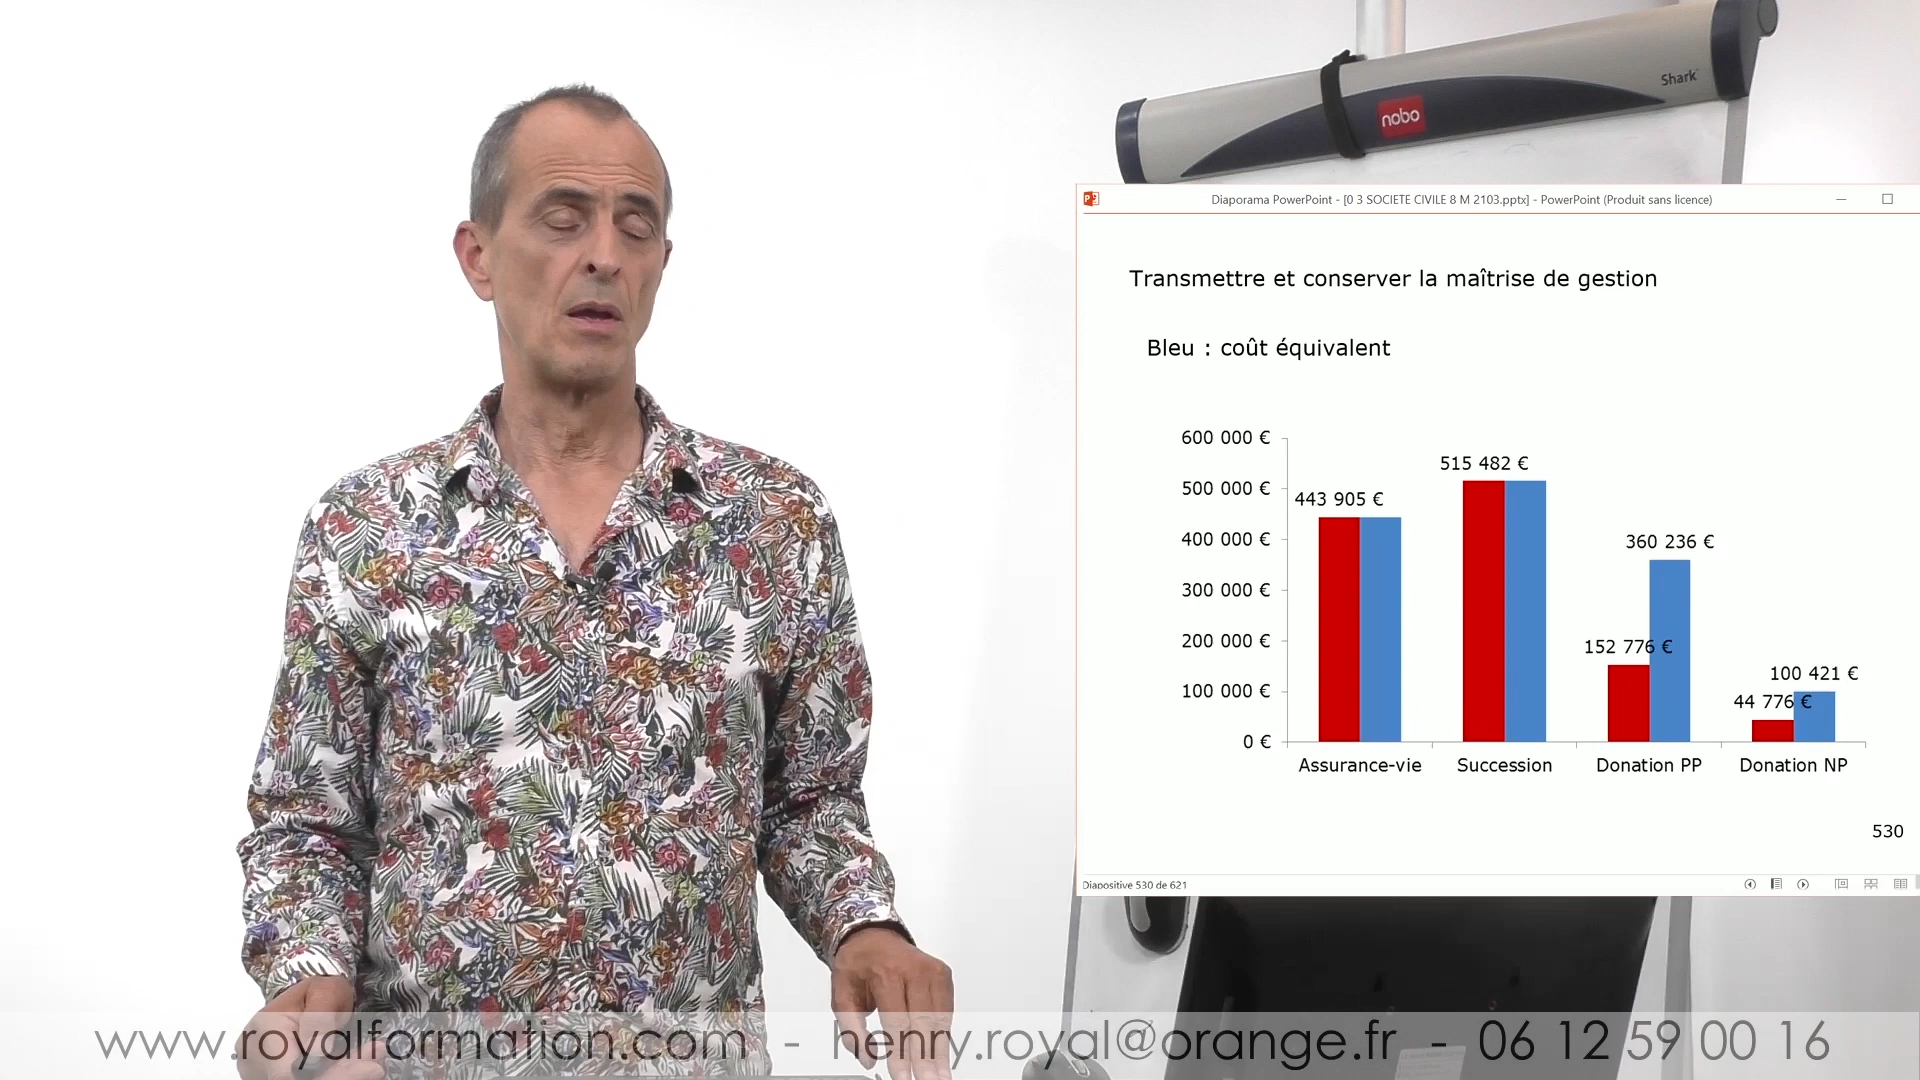 Shark
nobo
Diaporama PowerPoint - [0 3 SOCIETE CIVILE 8 M 2103.pptx] - PowerPoint (Produit sans licence)
Transmettre et conserver la maîtrise de gestion
Bleu : coût équivalent
600 000 €
500 000 €
400 000 €
300 000 €
200 000 €
100 000 €
0 €
443 905 €
515 482 €
152 776 €
360 236 €
44 776 €
100 421 €
Assurance-vie
Succession
Donation PP
Donation NP
530
Diapositive 530 de 621
www.royalformation.com - henry.royal@orange.fr - 06 12 59 00 16